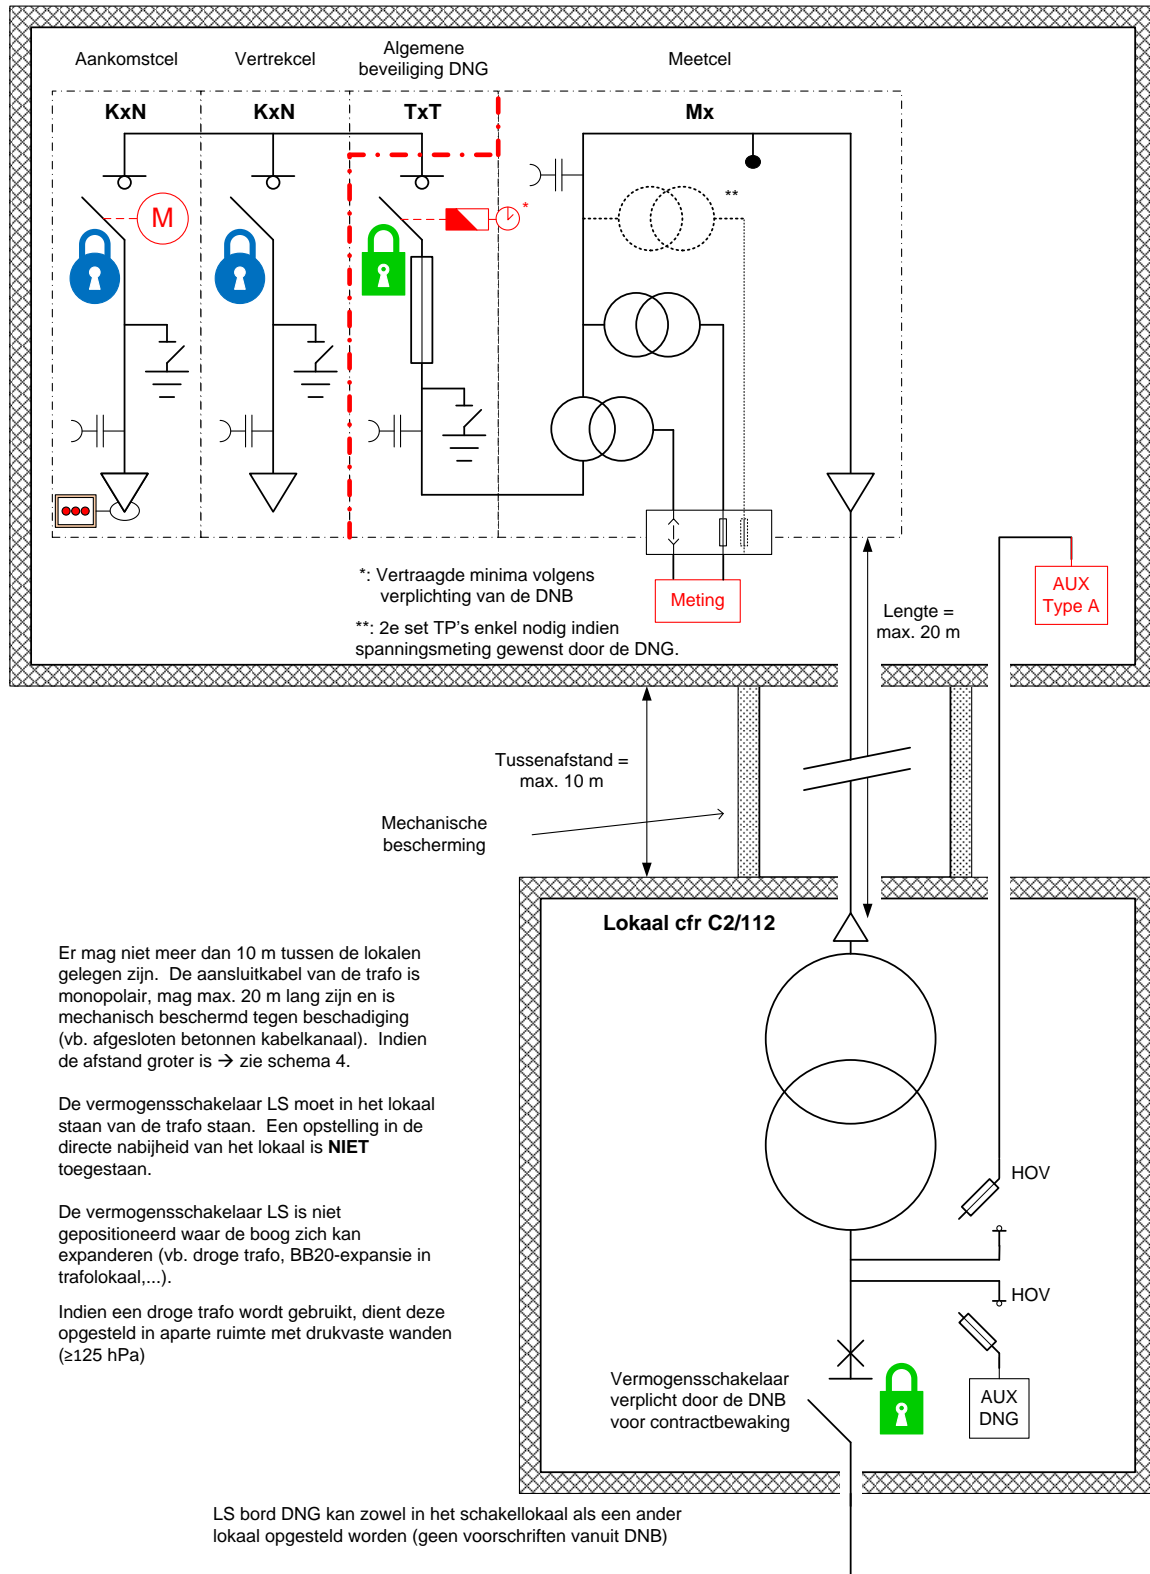 Aankomstcel
Vertrekcel
Algemene
beveiliging DNG
Meetcel
KxN
KxN
TxT
Mx
M
*
**
*: Vertraagde minima volgens
verplichting van de DNB
**: 2e set TP's enkel nodig indien
spanningsmeting gewenst door de DNG.
Meting
Lengte =
max. 20 m
AUX
Type A
Tussenafstand =
max. 10 m
Mechanische
bescherming
Lokaal cfr C2/112
Er mag niet meer dan 10 m tussen de lokalen
gelegen zijn. De aansluitkabel van de trafo is
monopolair, mag max. 20 m lang zijn en is
mechanisch beschermd tegen beschadiging
(vb. afgesloten betonnen kabelkanaal). Indien
de afstand groter is → zie schema 4.
De vermogensschakelaar LS moet in het lokaal
staan van de trafo staan. Een opstelling in de
directe nabijheid van het lokaal is NIET
toegestaan.
De vermogensschakelaar LS is niet
gepositioneerd waar de boog zich kan
expanderen (vb. droge trafo, BB20-expansie in
trafolokaal,...).
Indien een droge trafo wordt gebruikt, dient deze
opgesteld in aparte ruimte met drukvaste wanden
(≥125 hPa)
HOV
HOV
Vermogensschakelaar
verplicht door de DNB
voor contractbewaking
AUX
DNG
LS bord DNG kan zowel in het schakellokaal als een ander
lokaal opgesteld worden (geen voorschriften vanuit DNB)